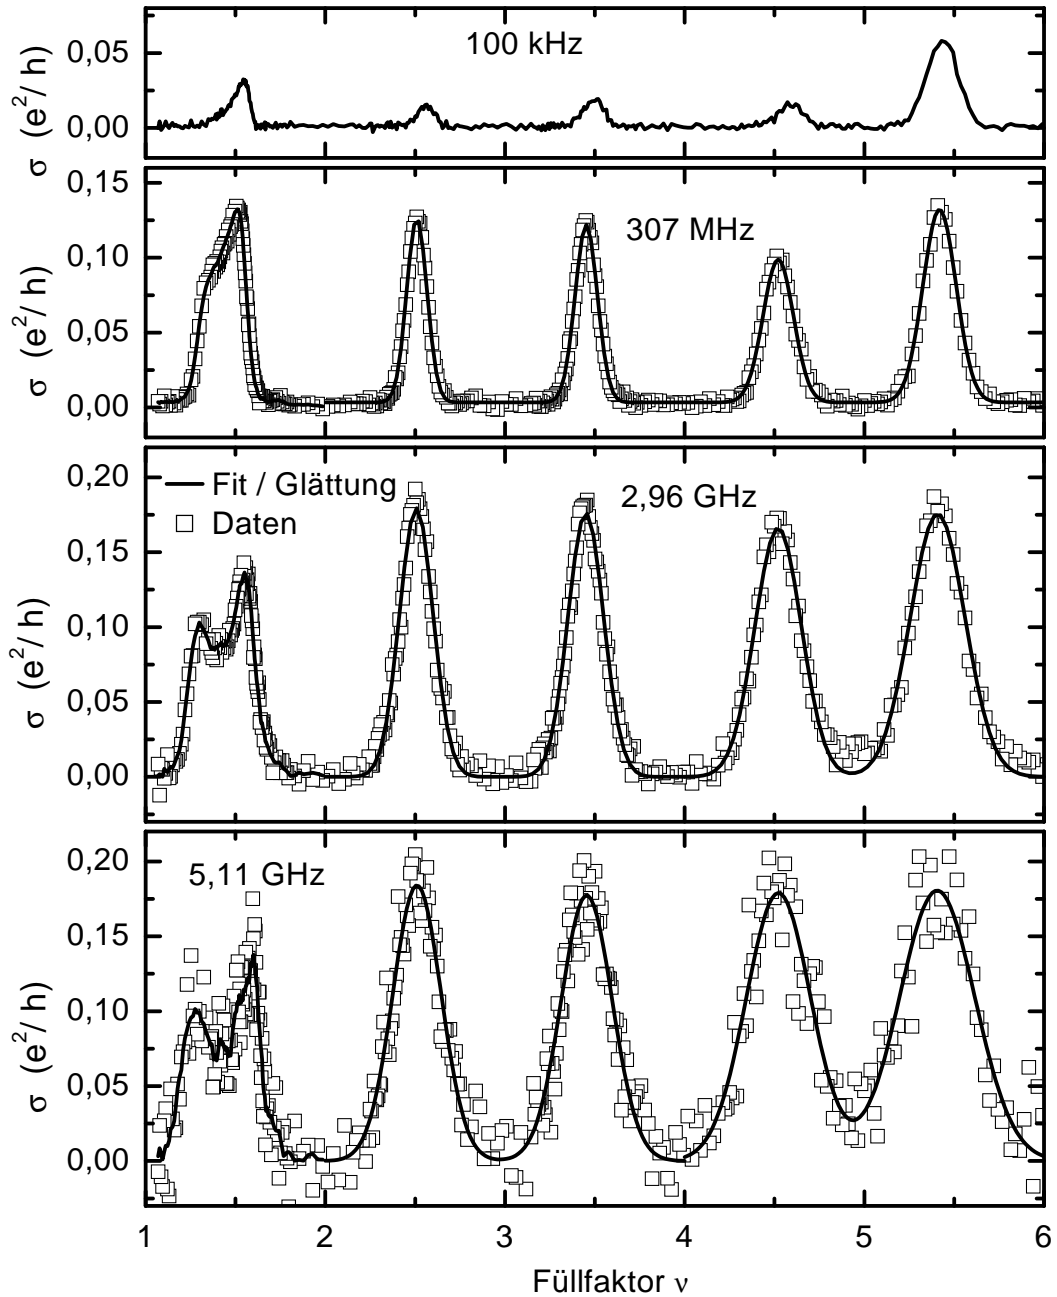 100 kHz
0,05
0,00
σ (e²/h)
307 MHz
0,15
0,10
0,05
0,00
σ (e²/h)
Fit / Glättung
Daten
2,96 GHz
0,20
0,15
0,10
0,05
0,00
σ (e²/h)
5,11 GHz
0,20
0,15
0,10
0,05
0,00
σ (e²/h)
1 2 3 4 5 6
Füllfaktor ν